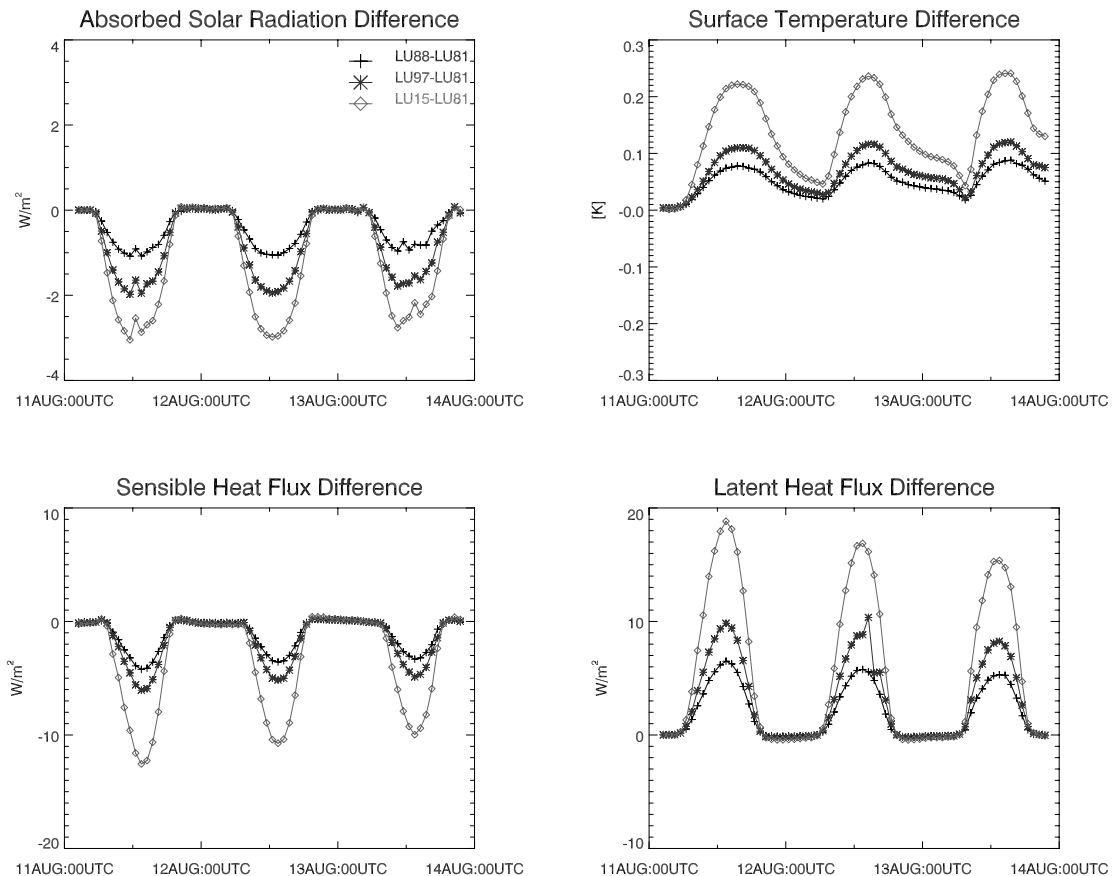 Absorbed Solar Radiation Difference
4
2
0
-2
-4
W/m²
LU88-LU81
LU97-LU81
LU15-LU81
11AUG:00UTC 12AUG:00UTC 13AUG:00UTC 14AUG:00UTC
Surface Temperature Difference
0.3
0.2
0.1
-0.0
-0.1
-0.2
-0.3
[K]
11AUG:00UTC 12AUG:00UTC 13AUG:00UTC 14AUG:00UTC
Sensible Heat Flux Difference
10
0
-10
-20
W/m²
11AUG:00UTC 12AUG:00UTC 13AUG:00UTC 14AUG:00UTC
Latent Heat Flux Difference
20
10
0
-10
W/m²
11AUG:00UTC 12AUG:00UTC 13AUG:00UTC 14AUG:00UTC